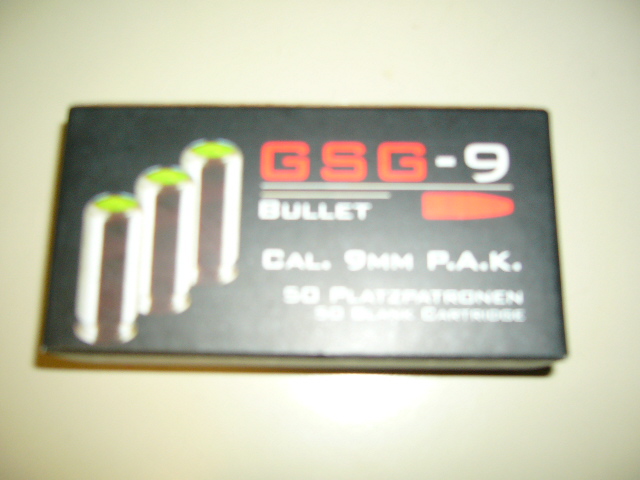 GSG-9
BULLET
CAL. 9MM P.A.K.
50 PLATZPATRONEN
50 BLANK CARTRIDGE